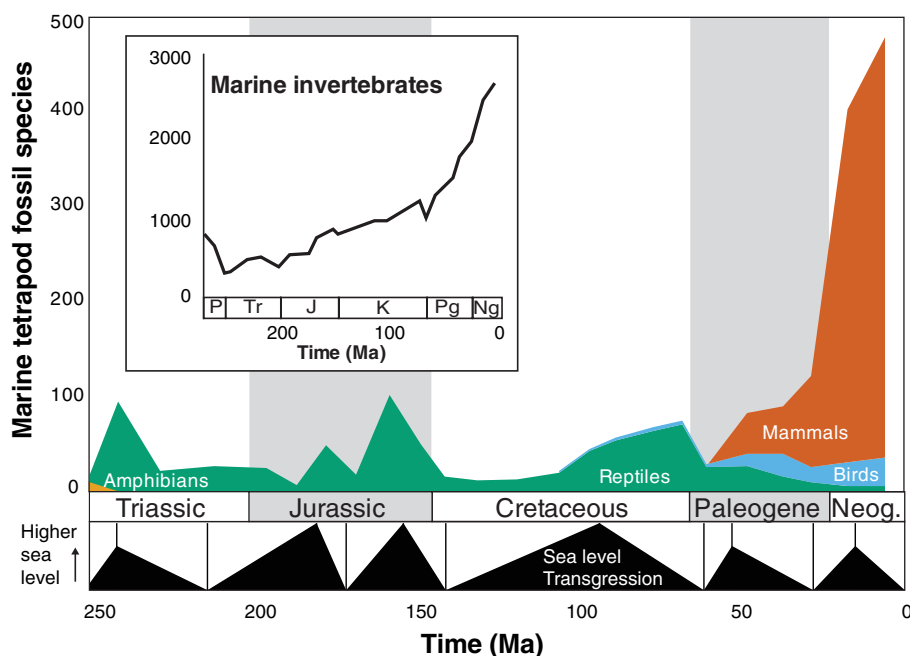 500
400
300
200
100
0
Marine tetrapod fossil species
3000
2000
1000
0
Marine invertebrates
P Tr J K Pg Ng
200 100 0
Time (Ma)
Amphibians
Reptiles
Mammals
Birds
Triassic Jurassic Cretaceous Paleogene Neog.
Higher
sea
level
Sea level
Transgression
250 200 150 100 50 0
Time (Ma)